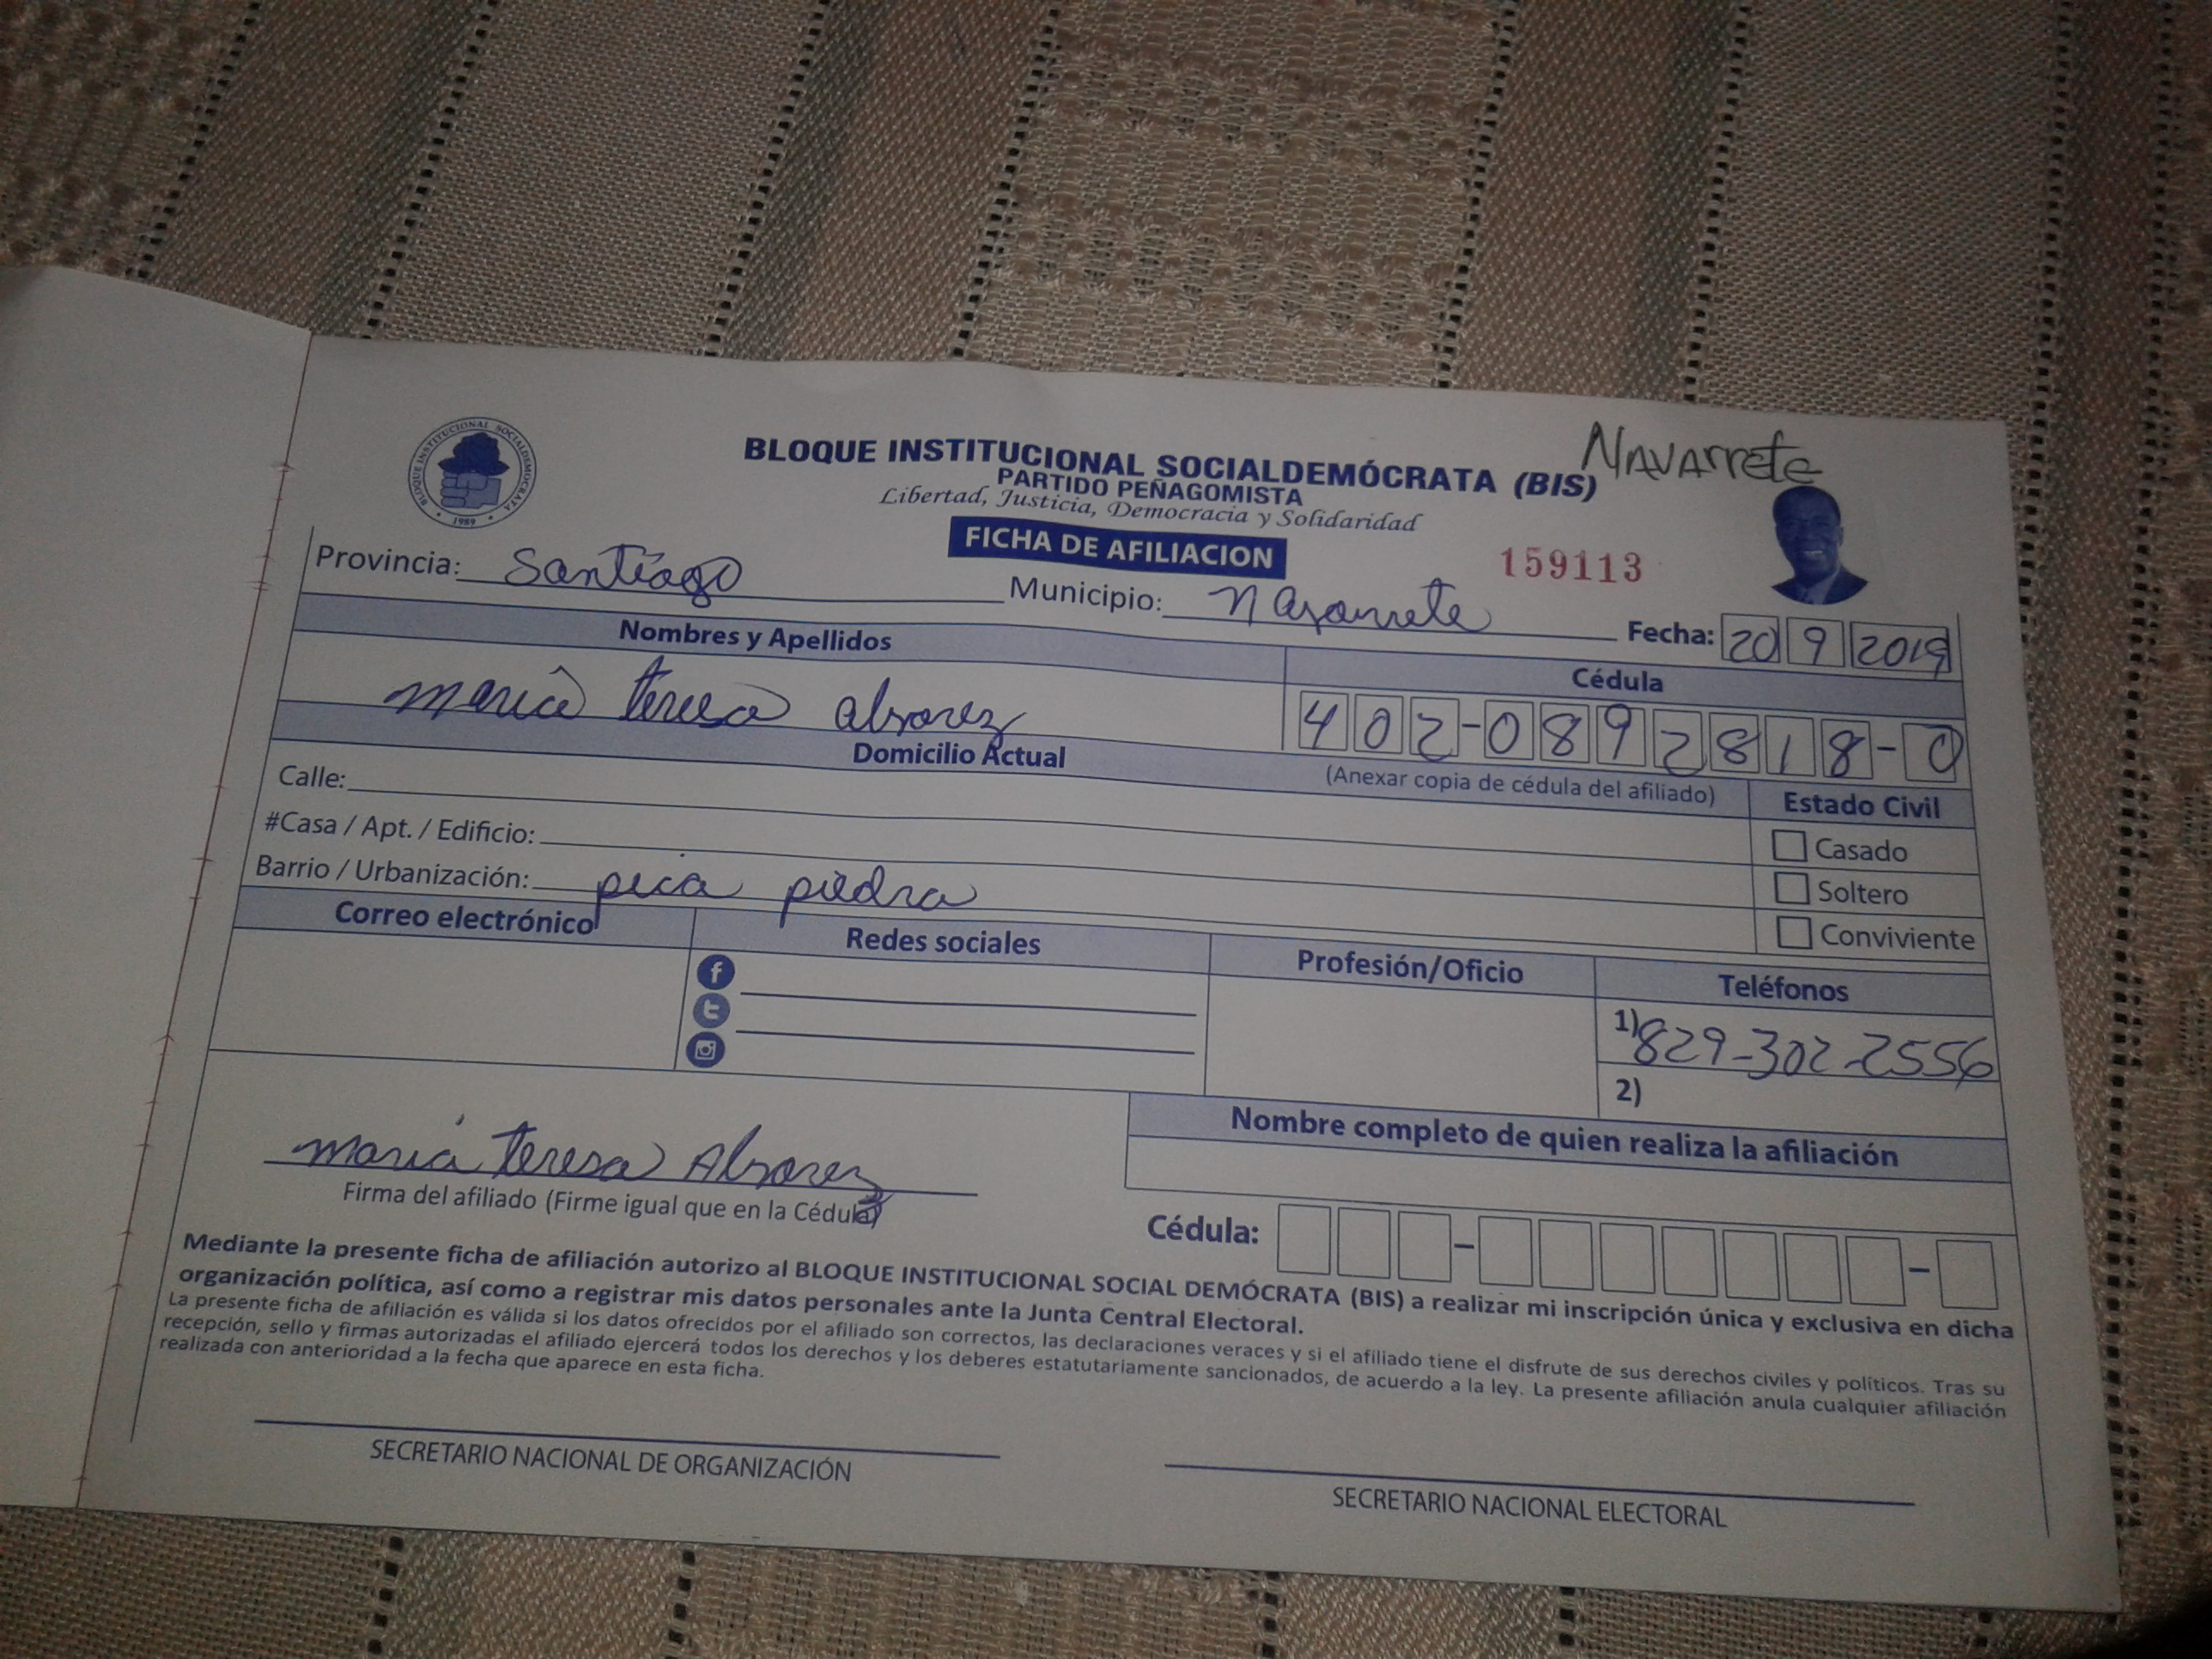 BLOQUE INSTITUCIONAL SOCIALDEMOCRATA
1989
BLOQUE INSTITUCIONAL SOCIALDEMÓCRATA (BIS)
Navarrete
PARTIDO PEÑAGOMISTA
Libertad, Justicia, Democracia y Solidaridad
FICHA DE AFILIACION
159113
Provincia: Santiago Municipio: Navarrete Fecha: 20 9 2019
Nombres y Apellidos Cédula
maria teresa alvarez 402-0892818-0
Domicilio Actual (Anexar copia de cédula del afiliado) Estado Civil
Calle:
Casado
#Casa / Apt. / Edificio:
Soltero
Barrio / Urbanización: pica piedra
Conviviente
Correo electrónico Redes sociales Profesión/Oficio Teléfonos
1) 829-302-2556
2)
maria teresa Alvarez
Firma del afiliado (Firme igual que en la Cédula)
Nombre completo de quien realiza la afiliación
Cédula: - -
Mediante la presente ficha de afiliación autorizo al BLOQUE INSTITUCIONAL SOCIAL DEMÓCRATA (BIS) a realizar mi inscripción única y exclusiva en dicha
organización política, así como a registrar mis datos personales ante la Junta Central Electoral.
La presente ficha de afiliación es válida si los datos ofrecidos por el afiliado son correctos, las declaraciones veraces y si el afiliado tiene el disfrute de sus derechos civiles y políticos. Tras su
recepción, sello y firmas autorizadas el afiliado ejercerá todos los derechos y los deberes estatutariamente sancionados, de acuerdo a la ley. La presente afiliación anula cualquier afiliación
realizada con anterioridad a la fecha que aparece en esta ficha.
SECRETARIO NACIONAL DE ORGANIZACIÓN
SECRETARIO NACIONAL ELECTORAL